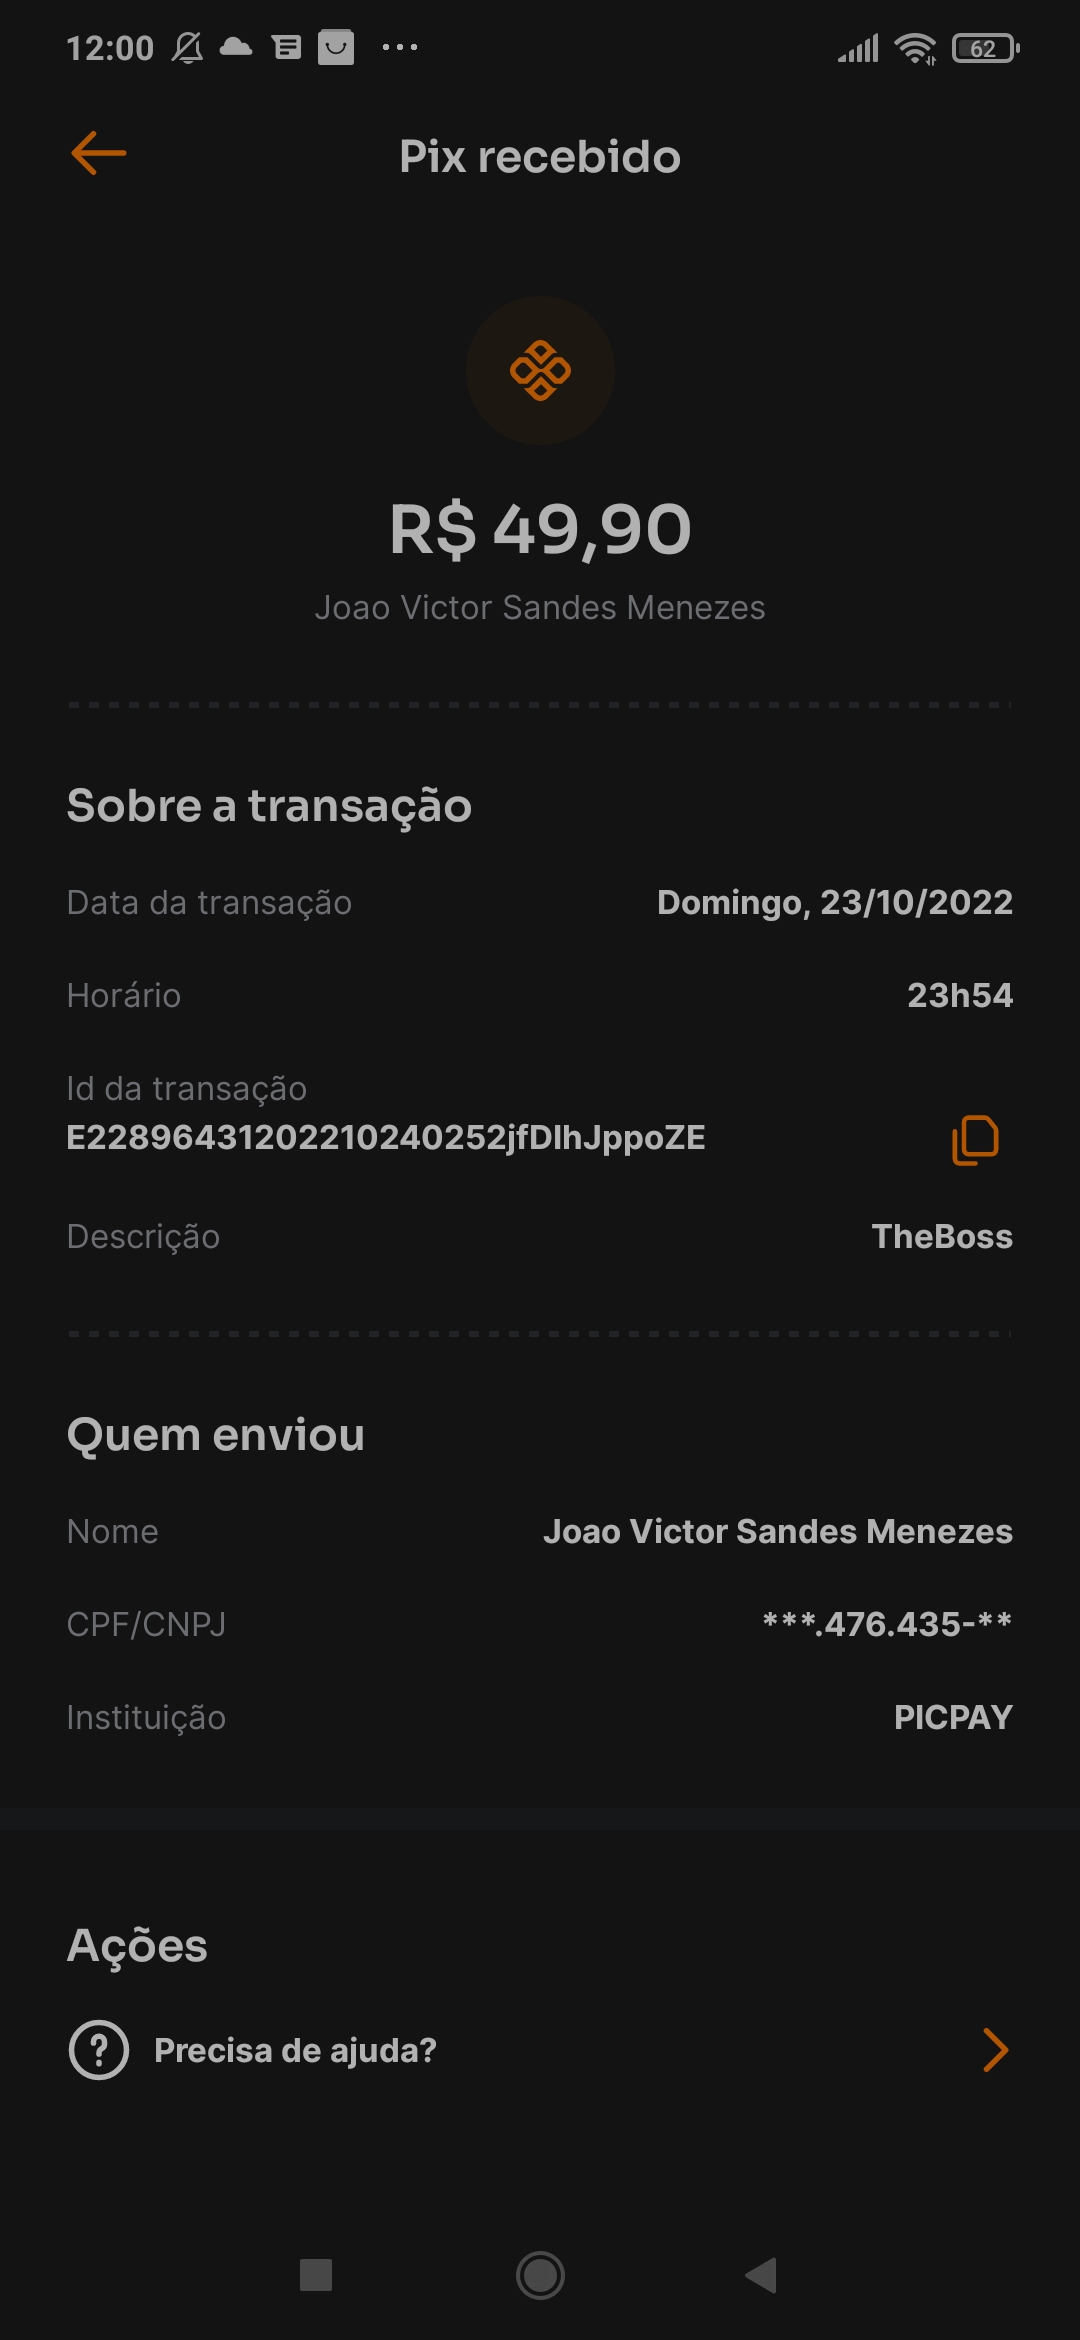 12:00
62
Pix recebido
R$ 49,90
Joao Victor Sandes Menezes
Sobre a transação
Data da transação Domingo, 23/10/2022
Horário 23h54
Id da transação
E22896431202210240252jfDIhJppoZE
Descrição TheBoss
Quem enviou
Nome Joao Victor Sandes Menezes
CPF/CNPJ ***.476.435-**
Instituição PICPAY
Ações
Precisa de ajuda?